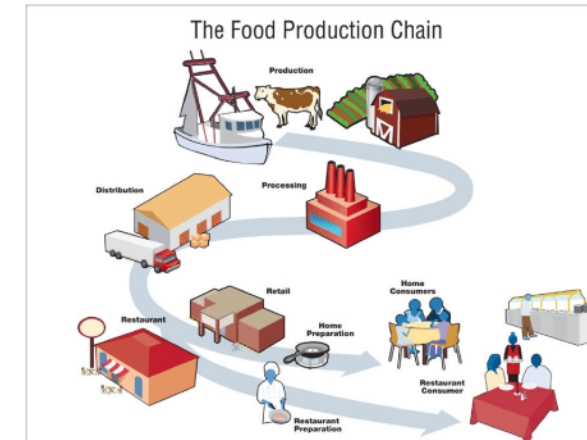 The Food Production Chain
Production
Processing
Distribution
Retail
Home
Consumers
Restaurant
Home
Preparation
Restaurant
Consumer
Restaurant
Preparation